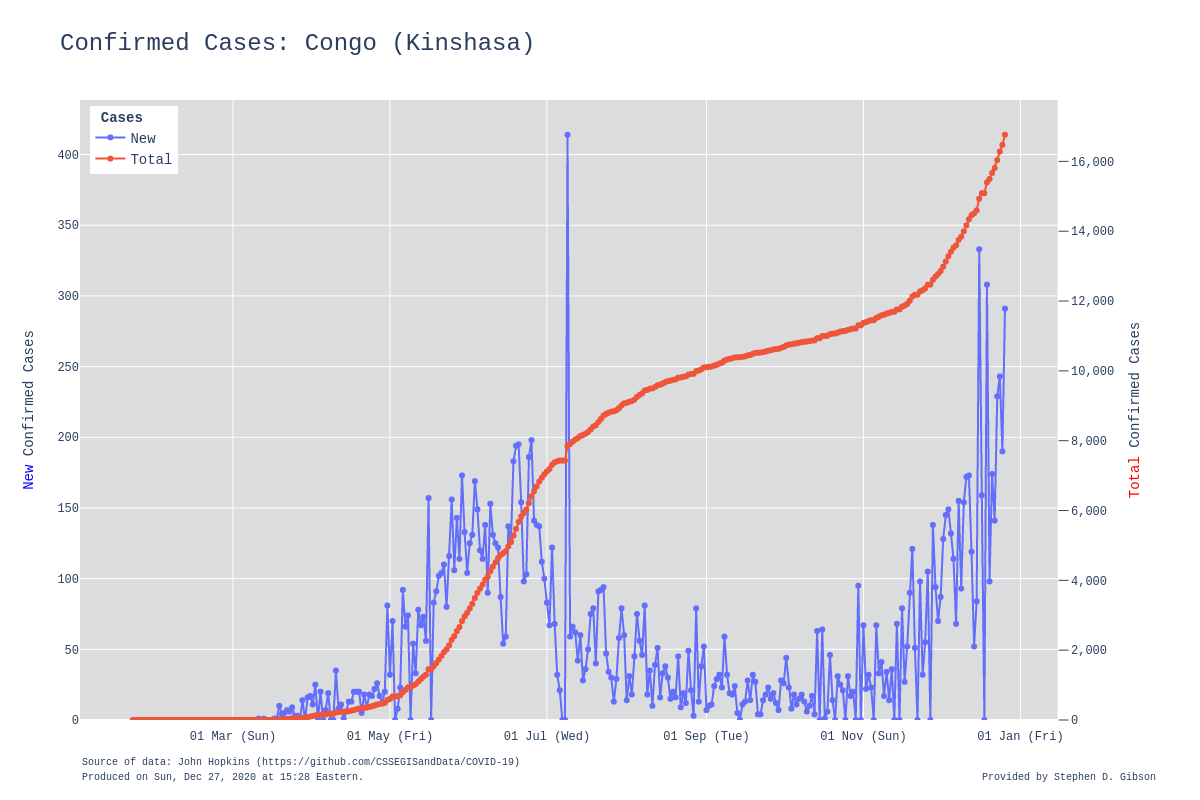 Confirmed Cases: Congo (Kinshasa)
Cases
New
Total
400
350
300
250
200
150
100
50
0
New Confirmed Cases
16,000
14,000
12,000
10,000
8,000
6,000
4,000
2,000
0
Total Confirmed Cases
01 Mar (Sun)
01 May (Fri)
01 Jul (Wed)
01 Sep (Tue)
01 Nov (Sun)
01 Jan (Fri)
Source of data: John Hopkins (https://github.com/CSSEGISandData/COVID-19)
Produced on Sun, Dec 27, 2020 at 15:28 Eastern.
Provided by Stephen D. Gibson